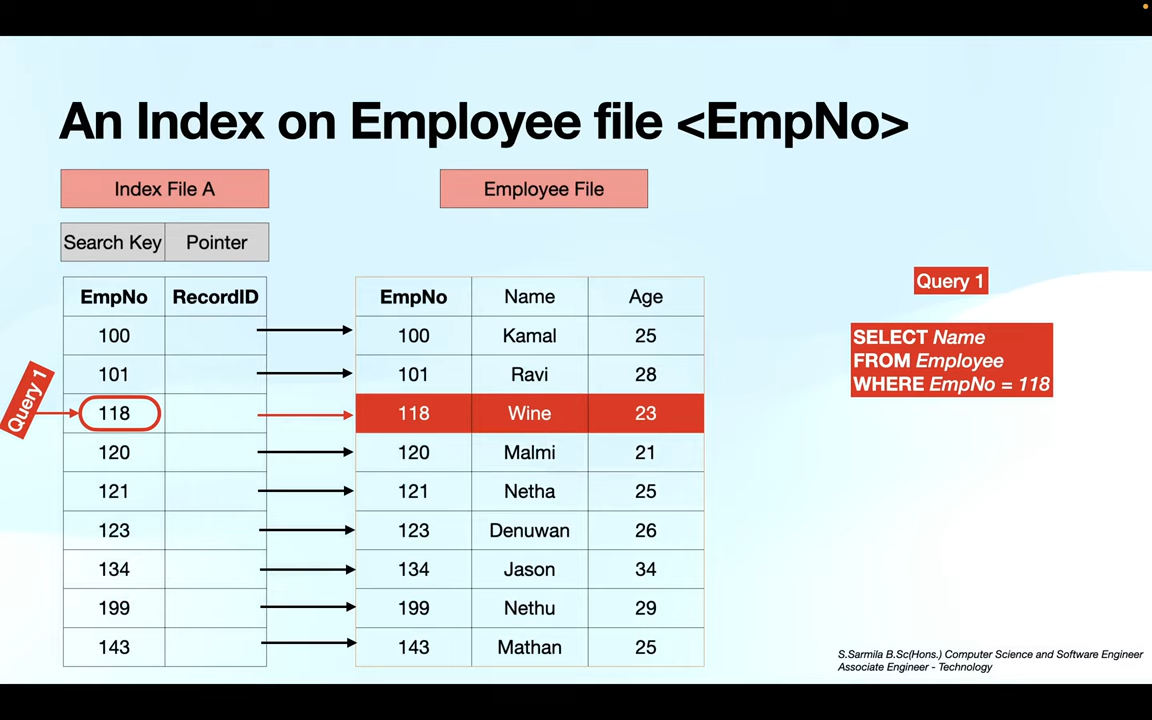 An Index on Employee file <EmpNo>
Index File A
Employee File
Search Key Pointer
Query 1
EmpNo RecordID EmpNo Name Age
100 100 Kamal 25
101 101 Ravi 28
Query 1
118 118 Wine 23
120 120 Malmi 21
121 121 Netha 25
123 123 Denuwan 26
134 134 Jason 34
199 199 Nethu 29
143 143 Mathan 25
SELECT Name
FROM Employee
WHERE EmpNo = 118
S.Sarmila B.Sc(Hons.) Computer Science and Software Engineer
Associate Engineer - Technology